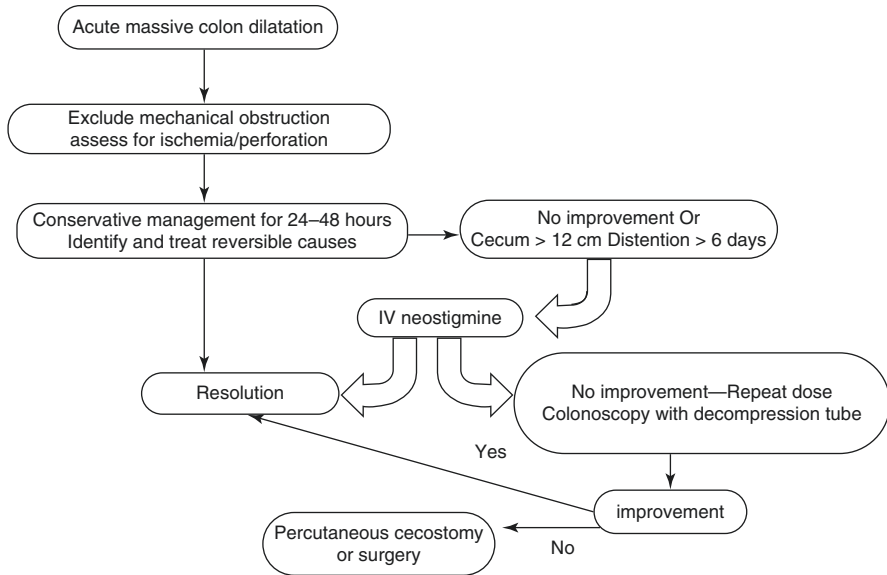 Acute massive colon dilatation
Exclude mechanical obstruction
assess for ischemia/perforation
Conservative management for 24–48 hours
Identify and treat reversible causes
No improvement Or
Cecum > 12 cm Distention > 6 days
IV neostigmine
Resolution
No improvement—Repeat dose
Colonoscopy with decompression tube
Yes
improvement
No
Percutaneous cecostomy
or surgery